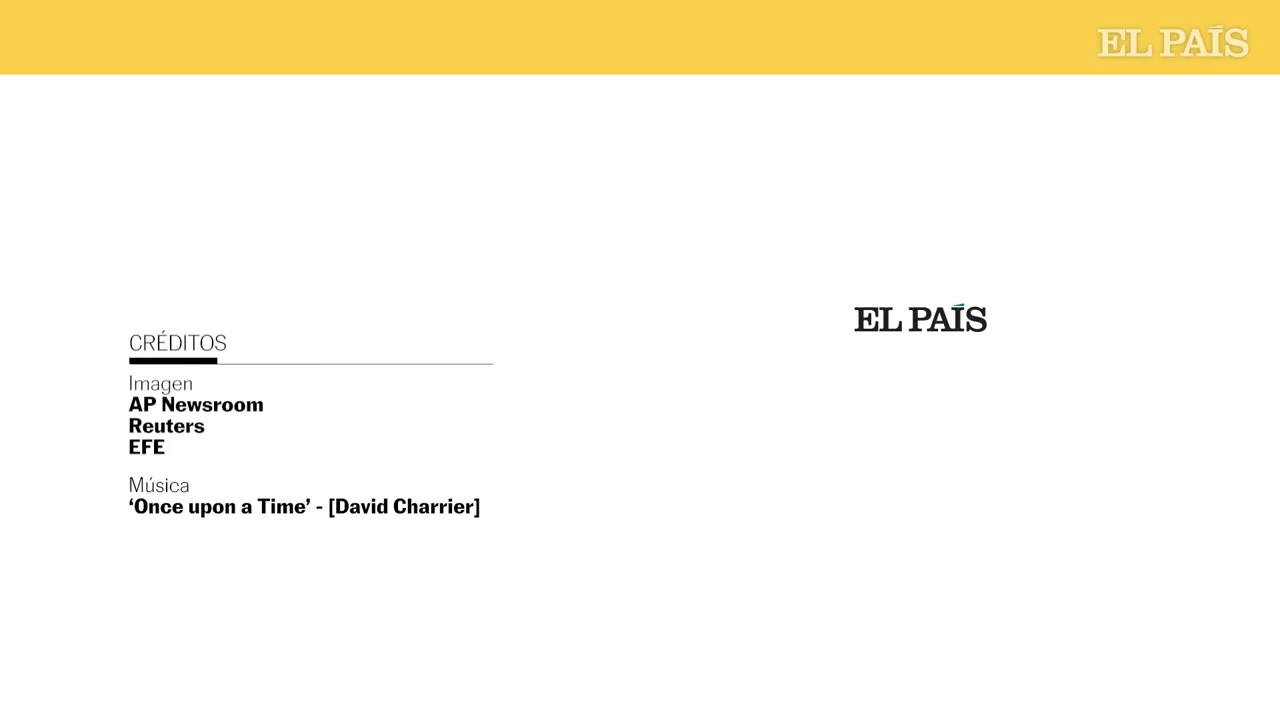 EL PAÍS
EL PAÍS
CRÉDITOS
Imagen
AP Newsroom
Reuters
EFE
Música
‘Once upon a Time’ - [David Charrier]